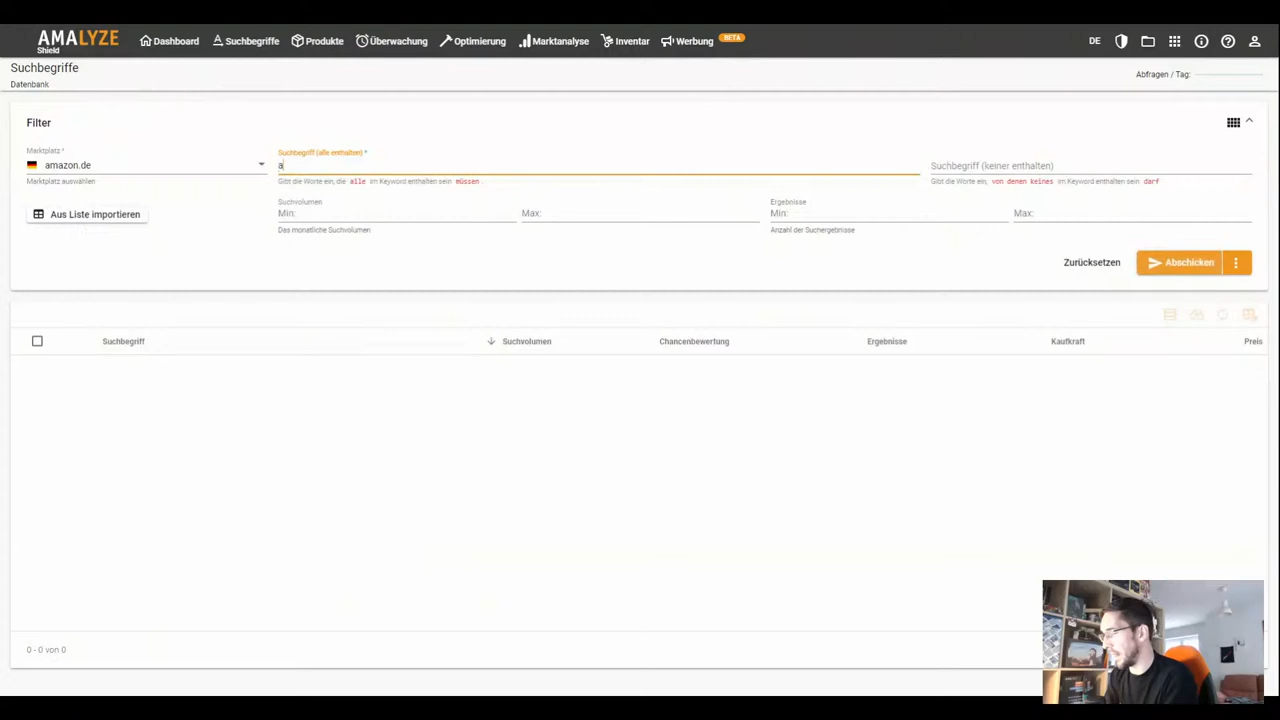 AMALYZE
Shield
Dashboard
Suchbegriffe
Produkte
Überwachung
Optimierung
Marktanalyse
Inventar
Werbung
BETA
DE
Suchbegriffe
Datenbank
Abfragen / Tag:
Filter
Marktplatz *
amazon.de
Marktplatz auswählen
Suchbegriff (alle enthalten) *
a
Gibt die Worte ein, die alle im Keyword enthalten sein müssen.
Suchbegriff (keiner enthalten)
Gibt die Worte ein, von denen keines im Keyword enthalten sein darf
Aus Liste importieren
Suchvolumen
Min:
Max:
Das monatliche Suchvolumen
Ergebnisse
Min:
Max:
Anzahl der Suchergebnisse
Zurücksetzen
Abschicken
Suchbegriff
Suchvolumen
Chancenbewertung
Ergebnisse
Kaufkraft
Preis
0 - 0 von 0